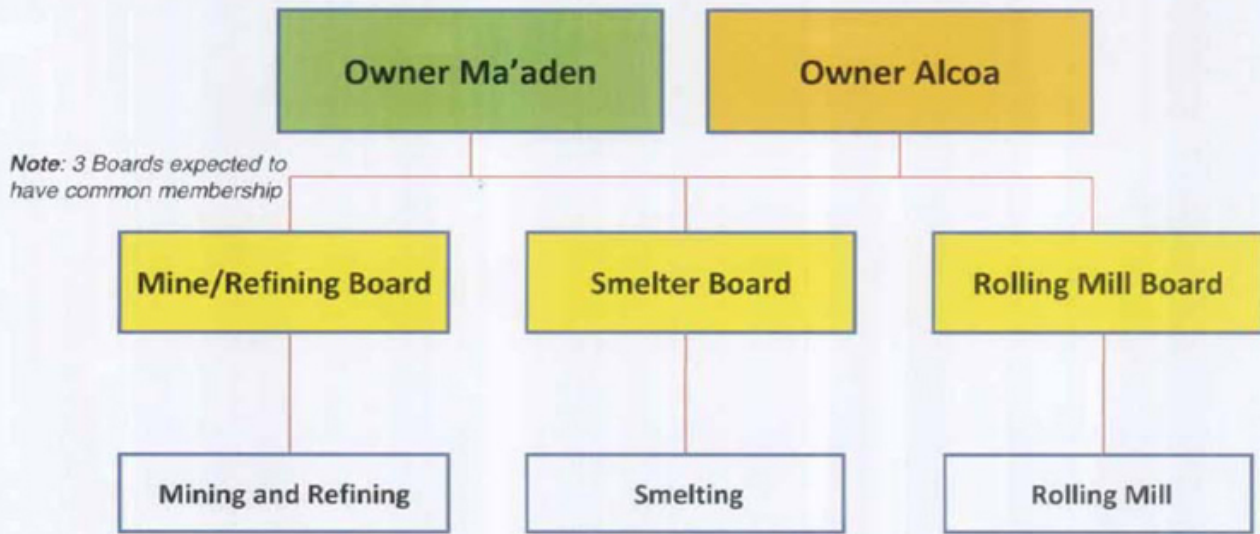 Owner Ma'aden
Owner Alcoa
Note: 3 Boards expected to
have common membership
Mine/Refining Board
Smelter Board
Rolling Mill Board
Mining and Refining
Smelting
Rolling Mill